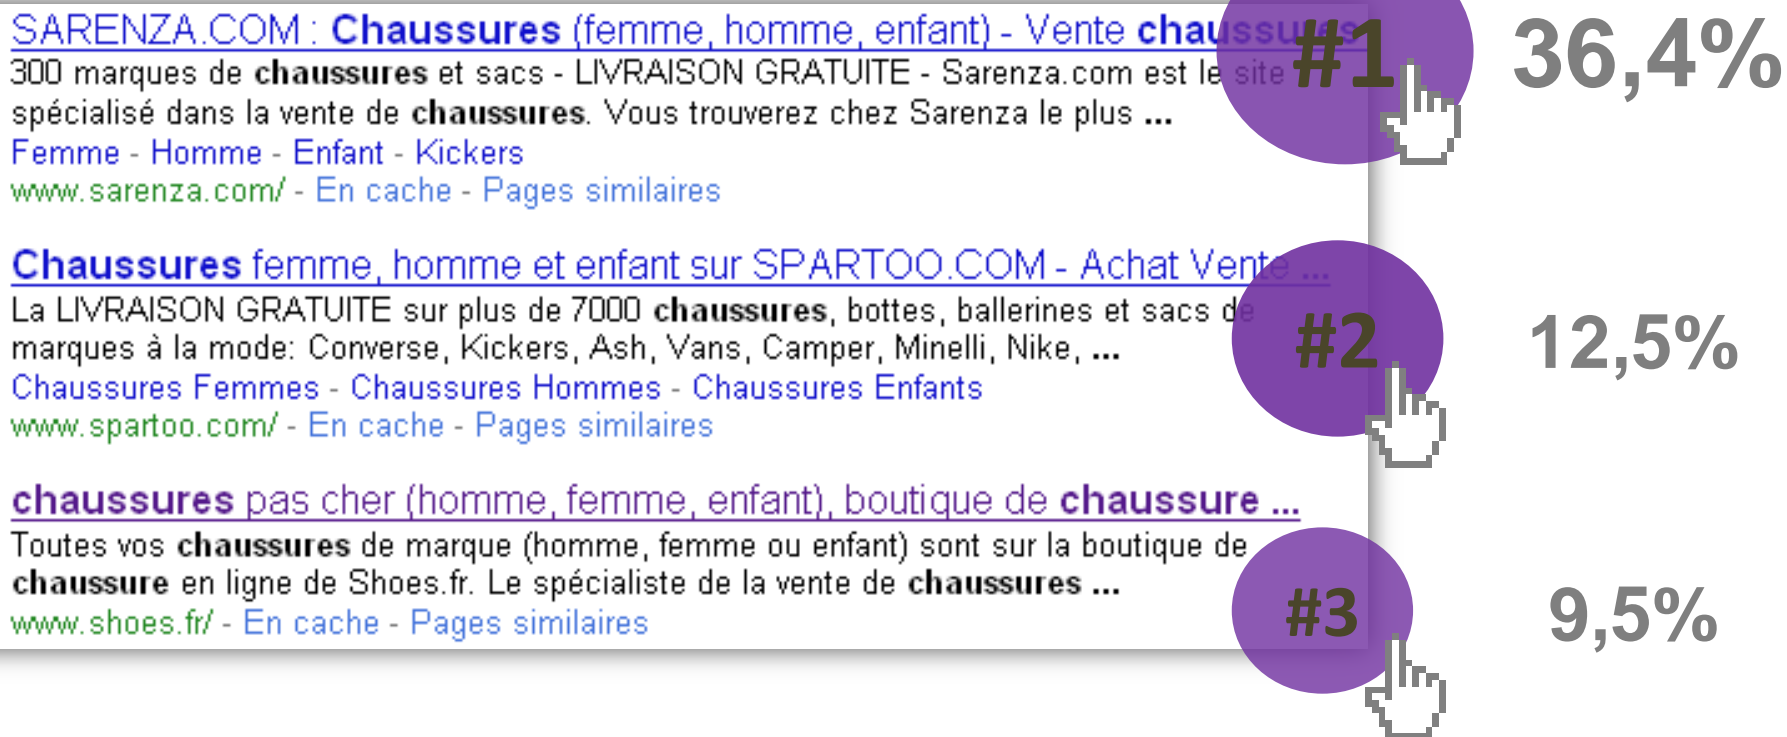 SARENZA.COM : Chaussures (femme, homme, enfant) - Vente chaussures
300 marques de chaussures et sacs - LIVRAISON GRATUITE - Sarenza.com est le site
spécialisé dans la vente de chaussures. Vous trouverez chez Sarenza le plus ...
Femme - Homme - Enfant - Kickers
www.sarenza.com/ - En cache - Pages similaires
#1
36,4%
Chaussures femme, homme et enfant sur SPARTOO.COM - Achat Vente ...
La LIVRAISON GRATUITE sur plus de 7000 chaussures, bottes, ballerines et sacs de
marques à la mode: Converse, Kickers, Ash, Vans, Camper, Minelli, Nike, ...
Chaussures Femmes - Chaussures Hommes - Chaussures Enfants
www.spartoo.com/ - En cache - Pages similaires
#2
12,5%
chaussures pas cher (homme, femme, enfant), boutique de chaussure ...
Toutes vos chaussures de marque (homme, femme ou enfant) sont sur la boutique de
chaussure en ligne de Shoes.fr. Le spécialiste de la vente de chaussures ...
www.shoes.fr/ - En cache - Pages similaires
#3
9,5%